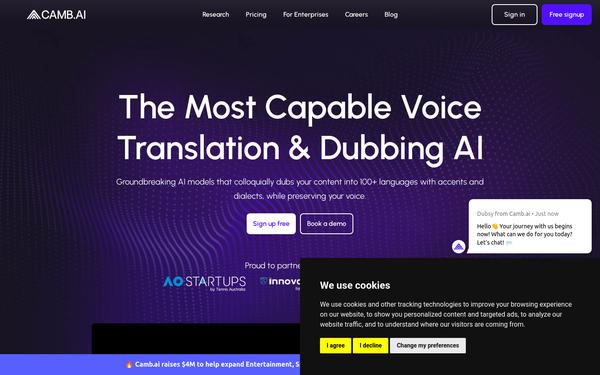 CAMB.AI
Research
Pricing
For Enterprises
Careers
Blog
Sign in
Free signup
The Most Capable Voice
Translation & Dubbing AI
Groundbreaking AI models that colloquially dubs your content into 100+ languages with accents and
dialects, while preserving your voice.
Sign up free
Book a demo
Dubsy from Camb.ai • Just now
Hello👋 Your journey with us begins
now! What can we do for you today?
Let's chat!
Proud to partne
AO STARTUPS
by Tennis Australia
innov
We use cookies
We use cookies and other tracking technologies to improve your browsing experience
on our website, to show you personalized content and targeted ads, to analyze our
website traffic, and to understand where our visitors are coming from.
I agree
I decline
Change my preferences
🔥 Camb.ai raises $4M to help expand Entertainment, S